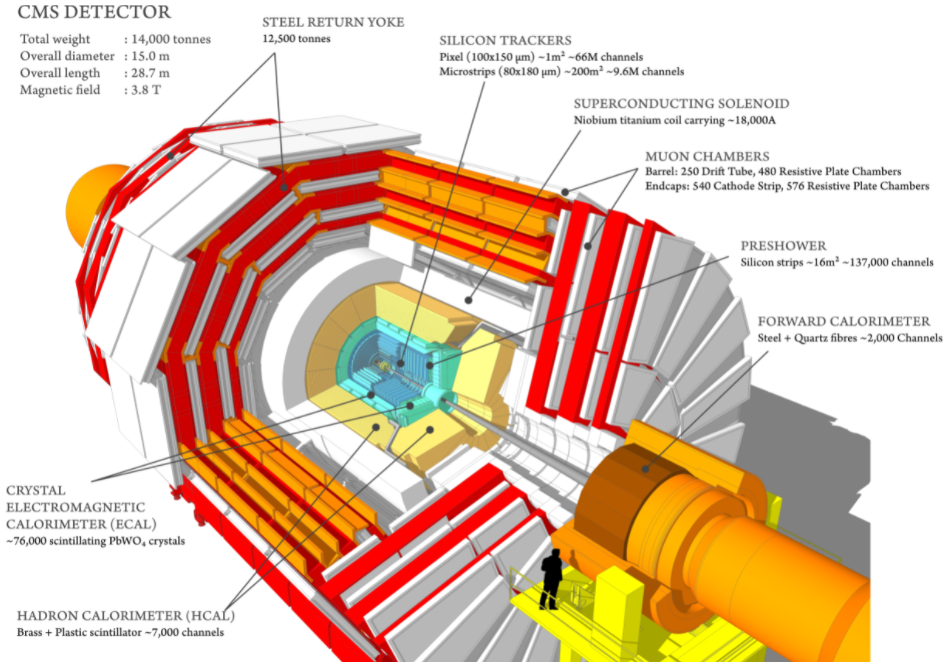 CMS DETECTOR
Total weight : 14,000 tonnes
Overall diameter : 15.0 m
Overall length : 28.7 m
Magnetic field : 3.8 T
STEEL RETURN YOKE
12,500 tonnes
SILICON TRACKERS
Pixel (100x150 μm) ~1m² ~66M channels
Microstrips (80x180 μm) ~200m² ~9.6M channels
SUPERCONDUCTING SOLENOID
Niobium titanium coil carrying ~18,000A
MUON CHAMBERS
Barrel: 250 Drift Tube, 480 Resistive Plate Chambers
Endcaps: 540 Cathode Strip, 576 Resistive Plate Chambers
PRESHOWER
Silicon strips ~16m² ~137,000 channels
FORWARD CALORIMETER
Steel + Quartz fibres ~2,000 Channels
CRYSTAL
ELECTROMAGNETIC
CALORIMETER (ECAL)
~76,000 scintillating PbWO₄ crystals
HADRON CALORIMETER (HCAL)
Brass + Plastic scintillator ~7,000 channels